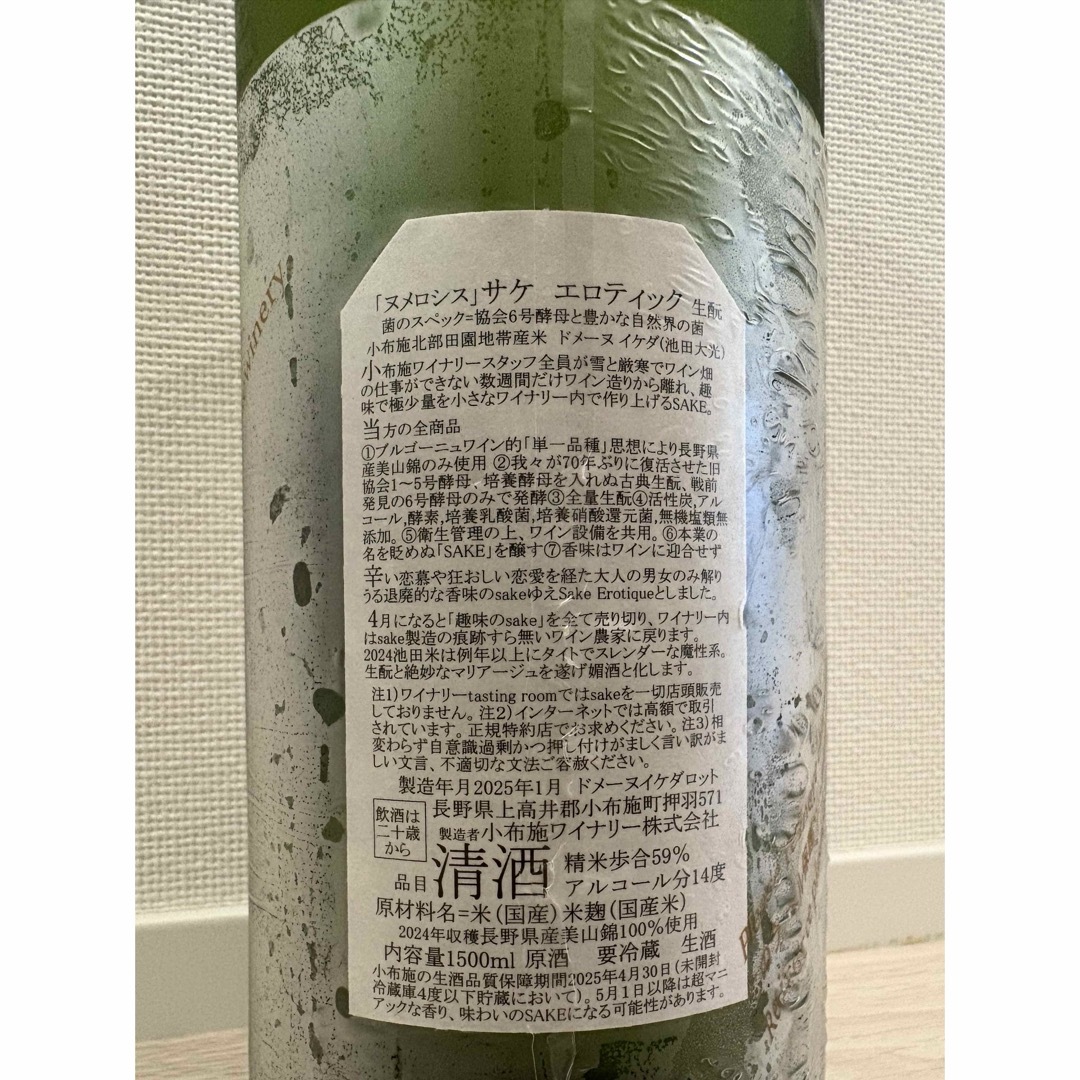 winery
「ヌメロシス」サケ エロティック 生酛
菌のスペック=協会6号酵母と豊かな自然界の菌
小布施北部田園地帯産米 ドメーヌ イケダ(池田大光)
小布施ワイナリースタッフ全員が雪と厳寒でワイン畑
の仕事ができない数週間だけワイン造りから離れ、趣
味で極少量を小さなワイナリー内で作り上げるSAKE。
当方の全商品
①ブルゴーニュワイン的「単一品種」思想により長野県
産美山錦のみ使用 ②我々が70年ぶりに復活させた旧
協会1～5号酵母、培養酵母を入れぬ古典生酛、戦前
発見の6号酵母のみで発酵③全量生酛④活性炭,アル
コール,酵素,培養乳酸菌,培養硝酸還元菌,無機塩類無
添加。⑤衛生管理の上、ワイン設備を共用。⑥本業の
名を貶めぬ「SAKE」を醸す⑦香味はワインに迎合せず
辛い恋慕や狂おしい恋愛を経た大人の男女のみ解り
うる退廃的な香味のsakeゆえSake Erotiqueとしました。
4月になると「趣味のsake」を全て売り切り、ワイナリー内
はsake製造の痕跡すら無いワイン農家に戻ります。
2024池田米は例年以上にタイトでスレンダーな魔性系。
生酛と絶妙なマリアージュを遂げ媚酒と化します。
注1)ワイナリーtasting roomではsakeを一切店頭販売
しておりません。注2)インターネットでは高額で取引
されています。正規特約店でお求めください。注3)相
変わらず自意識過剰かつ押し付けがましく言い訳がま
しい文言、不適切な文法ご容赦ください。
製造年月2025年1月 ドメーヌイケダロット
飲酒は
二十歳
から
長野県上高井郡小布施町押羽571
製造者小布施ワイナリー株式会社
品目 清酒 精米歩合59%
アルコール分14度
原材料名=米(国産)米麹(国産米)
2024年収穫長野県産美山錦100%使用
内容量1500ml 原酒 要冷蔵 生酒
小布施の生酒品質保障期間2025年4月30日(未開封
冷蔵庫4度以下貯蔵において)。5月1日以降は超マニ
アックな香り、味わいのSAKEになる可能性があります。